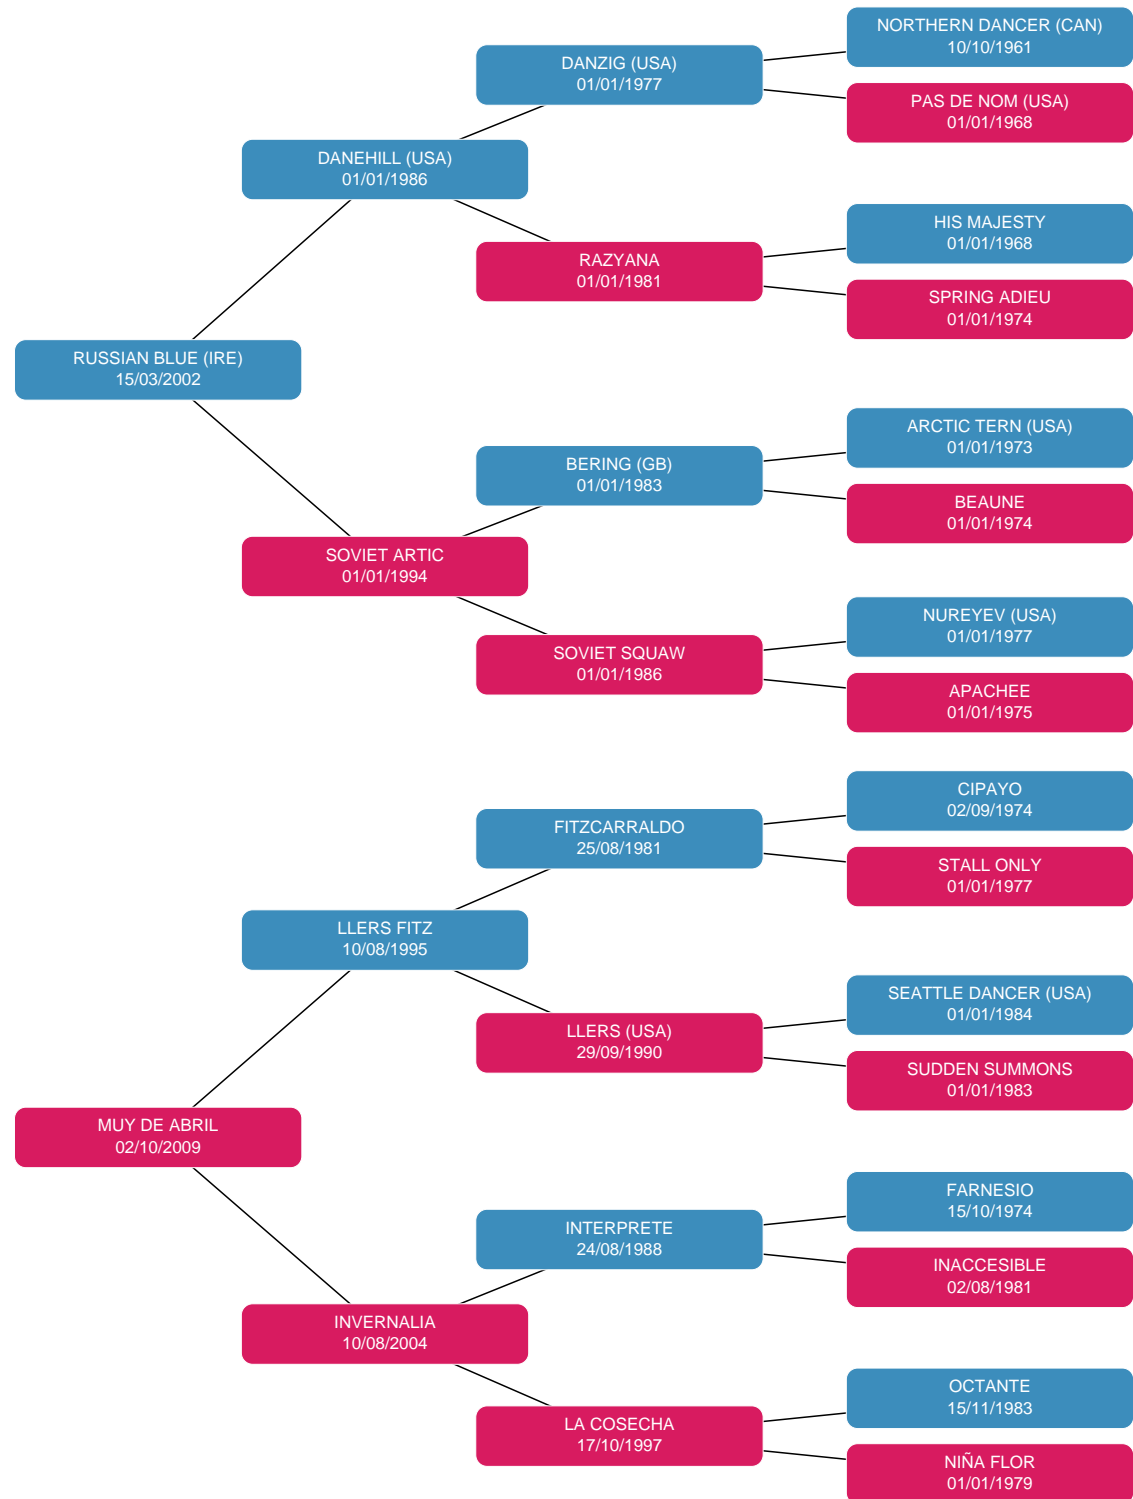 NORTHERN DANCER (CAN)
10/10/1961
DANZIG (USA)
01/01/1977
PAS DE NOM (USA)
01/01/1968
DANEHILL (USA)
01/01/1986
HIS MAJESTY
01/01/1968
RAZYANA
01/01/1981
SPRING ADIEU
01/01/1974
RUSSIAN BLUE (IRE)
15/03/2002
ARCTIC TERN (USA)
01/01/1973
BERING (GB)
01/01/1983
BEAUNE
01/01/1974
SOVIET ARTIC
01/01/1994
NUREYEV (USA)
01/01/1977
SOVIET SQUAW
01/01/1986
APACHEE
01/01/1975
CIPAYO
02/09/1974
FITZCARRALDO
25/08/1981
STALL ONLY
01/01/1977
LLERS FITZ
10/08/1995
SEATTLE DANCER (USA)
01/01/1984
LLERS (USA)
29/09/1990
SUDDEN SUMMONS
01/01/1983
MUY DE ABRIL
02/10/2009
FARNESIO
15/10/1974
INTERPRETE
24/08/1988
INACCESIBLE
02/08/1981
INVERNALIA
10/08/2004
OCTANTE
15/11/1983
LA COSECHA
17/10/1997
NIÑA FLOR
01/01/1979